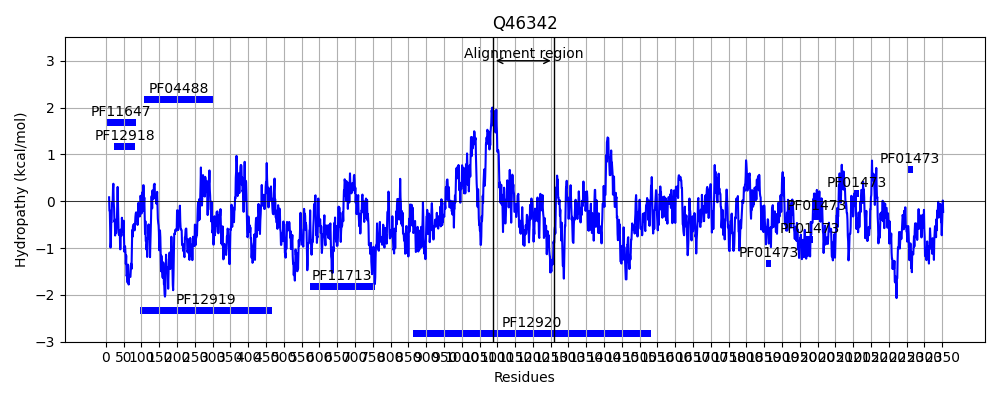 Q46342
Alignment region
PF04488
PF11647
PF12918
PF01473
PF01473
PF01473
PF01473
PF01473
PF11713
PF12919
PF12920
3
2
1
0
−1
−2
−3
Hydropathy (kcal/mol)
Residues